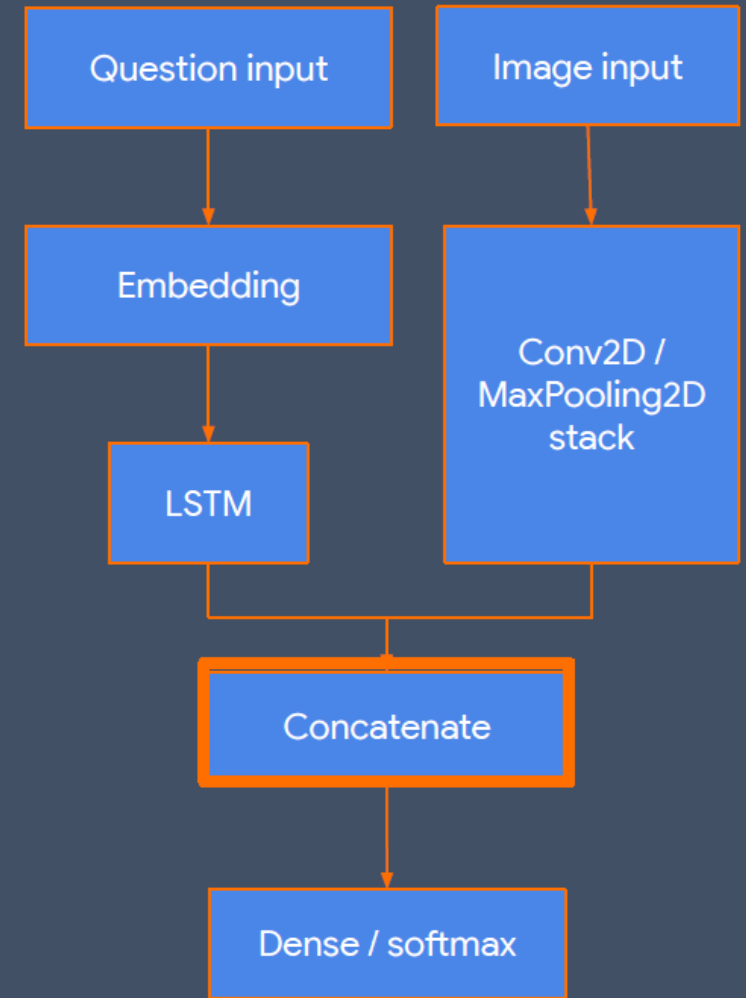 Question input
Image input
Embedding
Conv2D /
MaxPooling2D
stack
LSTM
Concatenate
Dense / softmax